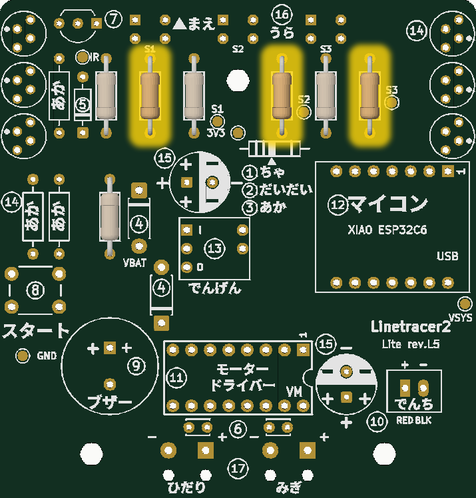 ⑦
▲まえ
⑯
うら
⑭
S1
S2
S3
あか
⑤
S1
3V3
S2
S3
⑮
①ちゃ
②だいだい
③あか
⑫マイコン
XIAO ESP32C6
USB
1
⑭
あか
あか
④
VBAT
I
⑬
O
でんげん
④
⑧
スタート
GND
VSYS
Linetracer2
Lite rev.L5
⑨
ブザー
⑪
モーター
ドライバー
VM
1
⑮
でんち
RED BLK
⑩
⑥
⑰
ひだり
みぎ